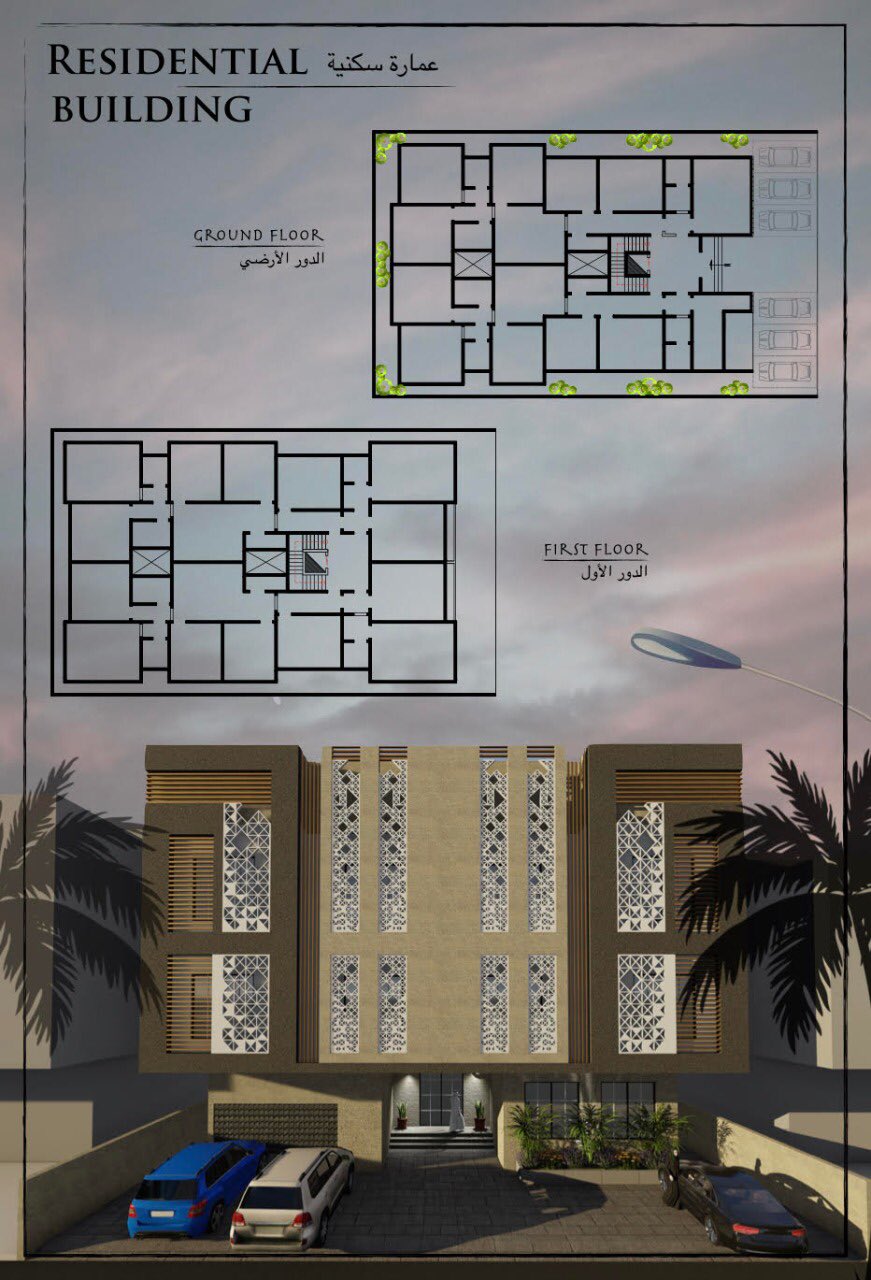 RESIDENTIAL عمارة سكنية
BUILDING
GROUND FLOOR
الدور الأرضي
FIRST FLOOR
الدور الأول